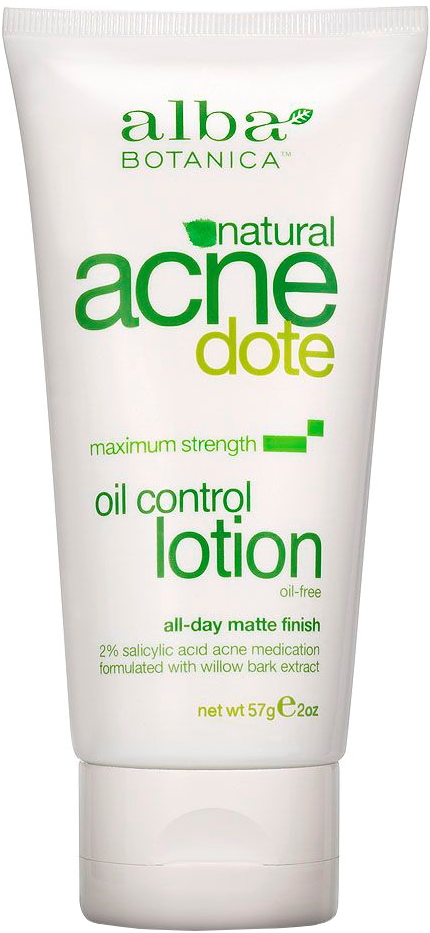 alba
BOTANICA™
natural
acne
dote
maximum strength
oil control
lotion
oil-free
all-day matte finish
2% salicylic acid acne medication
formulated with willow bark extract
net wt 57g e 2oz